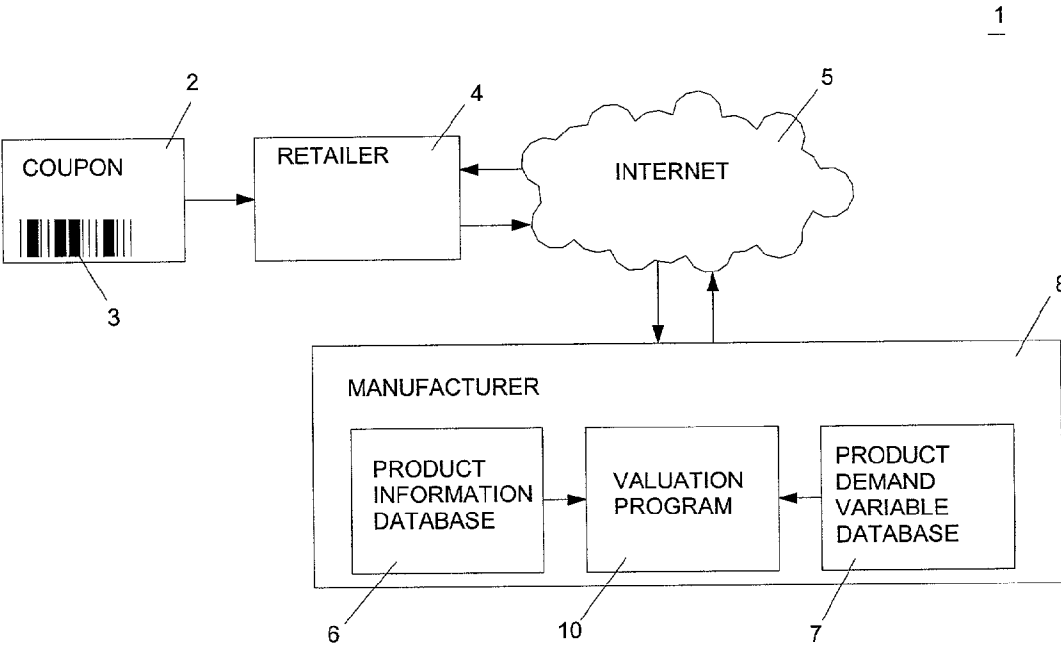 1
2
4
5
COUPON
RETAILER
INTERNET
3
8
MANUFACTURER
PRODUCT
INFORMATION
DATABASE
VALUATION
PROGRAM
PRODUCT
DEMAND
VARIABLE
DATABASE
6
10
7